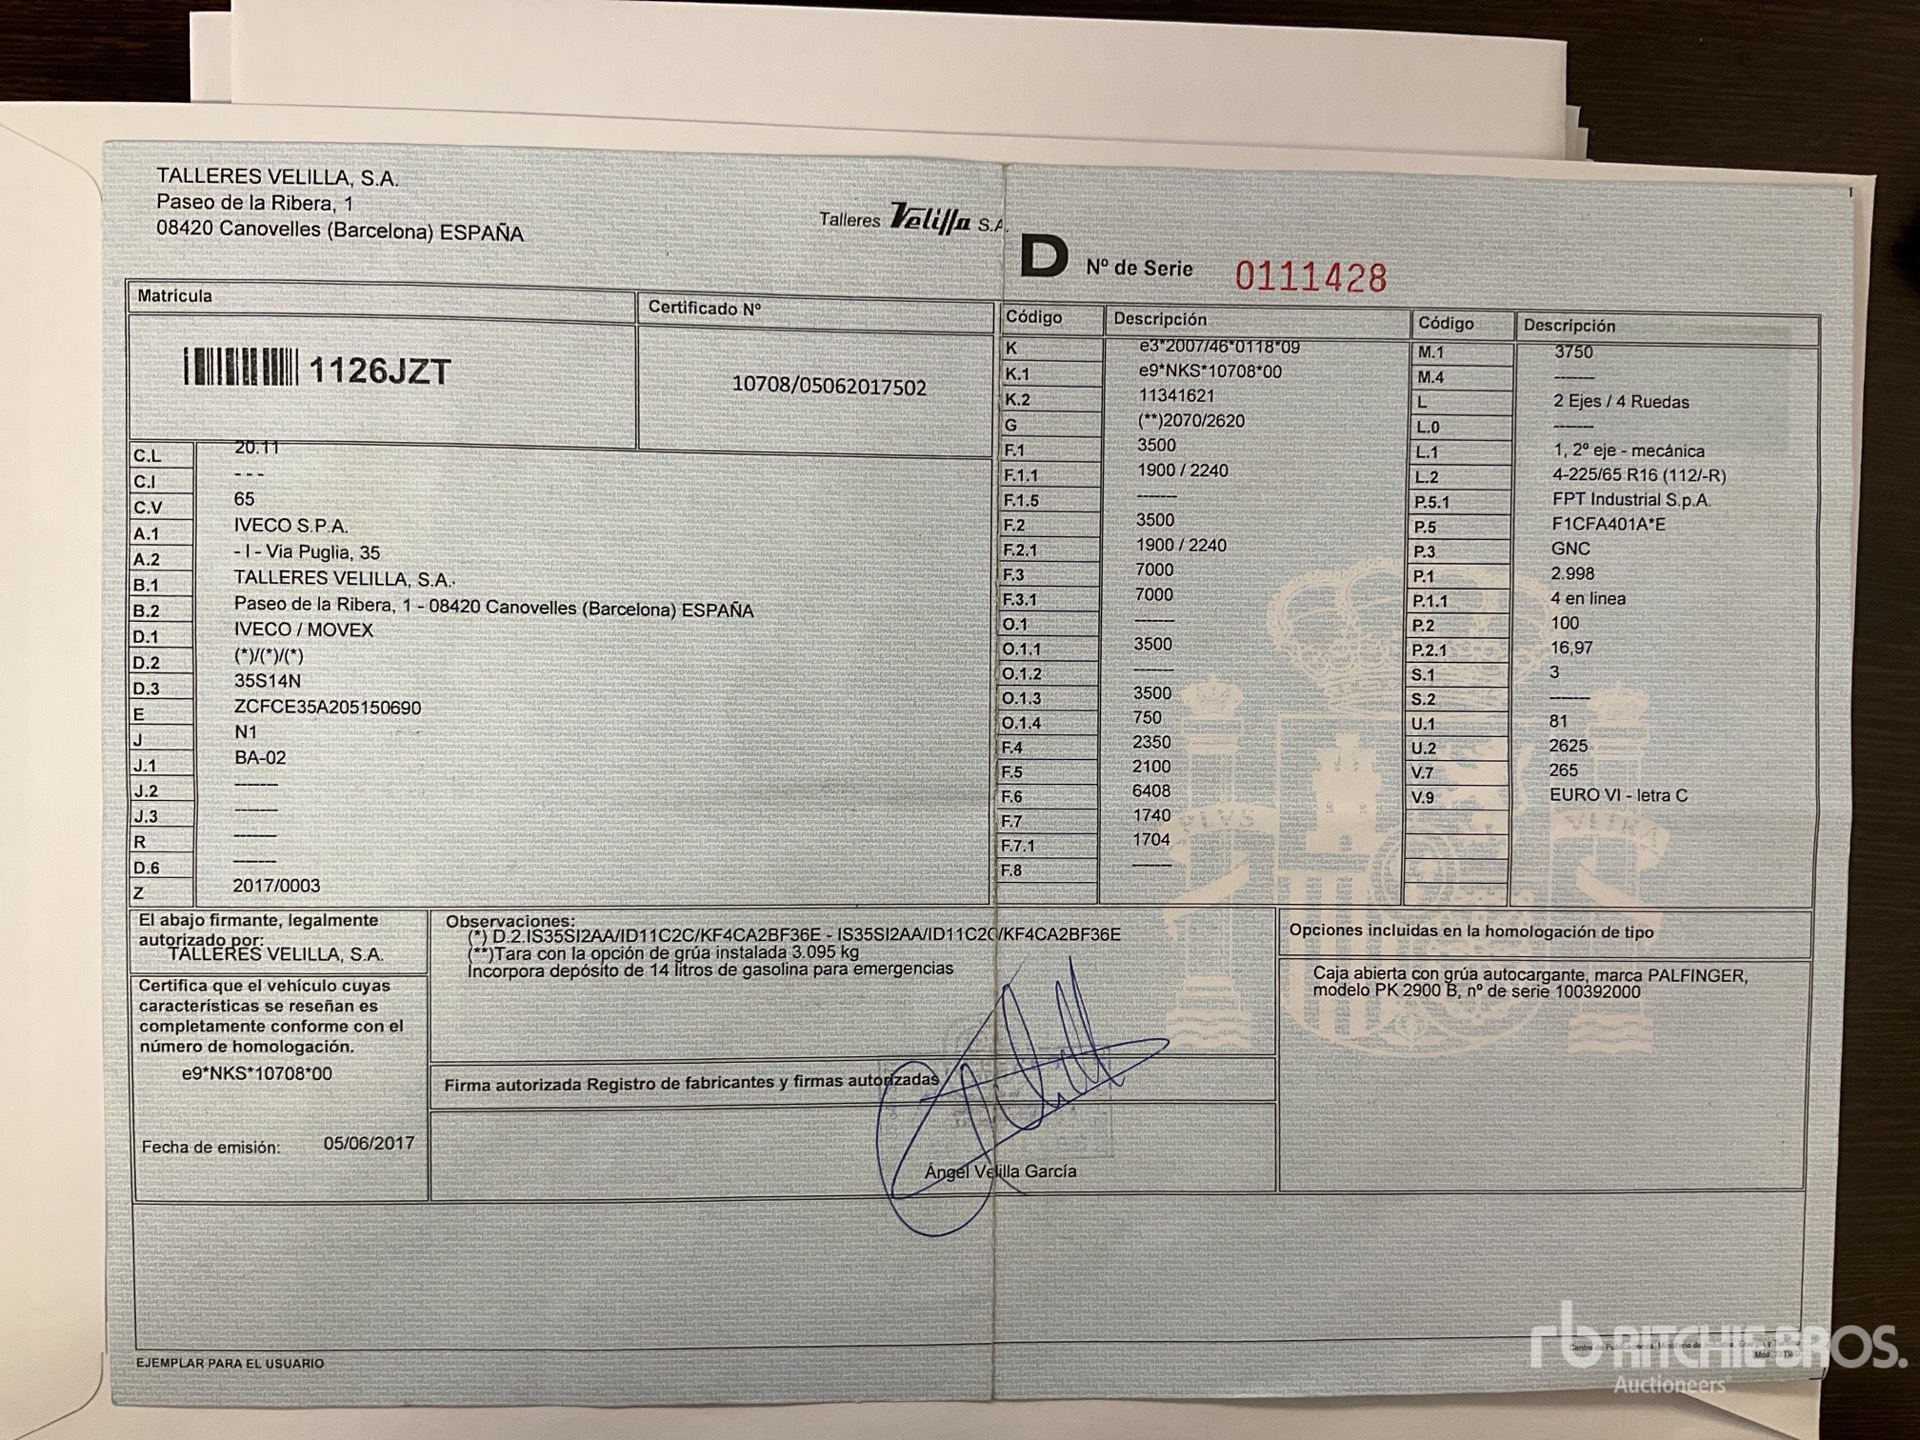 TALLERES VELILLA, S.A.
Paseo de la Ribera, 1
08420 Canovelles (Barcelona) ESPAÑA
Talleres Velilla S.A.
D Nº de Serie 0111428
1
Matrícula
1126JZT
Certificado Nº
10708/05062017502
C.L 20.11
C.I - - -
C.V 65
A.1 IVECO S.P.A.
A.2 - I - Via Puglia, 35
B.1 TALLERES VELILLA, S.A.
B.2 Paseo de la Ribera, 1 - 08420 Canovelles (Barcelona) ESPAÑA
D.1 IVECO / MOVEX
D.2 (*)/(*)/(*)
D.3 35S14N
E ZCFCE35A205150690
J N1
J.1 BA-02
J.2 -------
J.3 -------
R -------
D.6 -------
Z 2017/0003
Código Descripción
K e3*2007/46*0118*09
K.1 e9*NKS*10708*00
K.2 11341621
G (**)2070/2620
F.1 3500
F.1.1 1900 / 2240
F.1.5 -------
F.2 3500
F.2.1 1900 / 2240
F.3 7000
F.3.1 7000
O.1 -------
O.1.1 3500
O.1.2 -------
O.1.3 3500
O.1.4 750
F.4 2350
F.5 2100
F.6 6408
F.7 1740
F.7.1 1704
F.8 -------
Código Descripción
M.1 3750
M.4 -------
L 2 Ejes / 4 Ruedas
L.0 -------
L.1 1, 2º eje - mecánica
L.2 4-225/65 R16 (112/-R)
P.5.1 FPT Industrial S.p.A.
P.5 F1CFA401A*E
P.3 GNC
P.1 2.998
P.1.1 4 en linea
P.2 100
P.2.1 16,97
S.1 3
S.2 -------
U.1 81
U.2 2625
V.7 265
V.9 EURO VI - letra C
El abajo firmante, legalmente
autorizado por:
TALLERES VELILLA, S.A.
Certifica que el vehículo cuyas
características se reseñan es
completamente conforme con el
número de homologación.
e9*NKS*10708*00
Fecha de emisión: 05/06/2017
Observaciones:
(*) D.2.IS35SI2AA/ID11C2C/KF4CA2BF36E - IS35SI2AA/ID11C2C/KF4CA2BF36E
(**)Tara con la opción de grúa instalada 3.095 kg
Incorpora depósito de 14 litros de gasolina para emergencias
Firma autorizada Registro de fabricantes y firmas autorizadas
Ángel Velilla García
Opciones incluidas en la homologación de tipo
Caja abierta con grúa autocargante, marca PALFINGER,
modelo PK 2900 B, nº de serie 100392000
EJEMPLAR PARA EL USUARIO
rb RITCHIE BROS.
Auctioneers